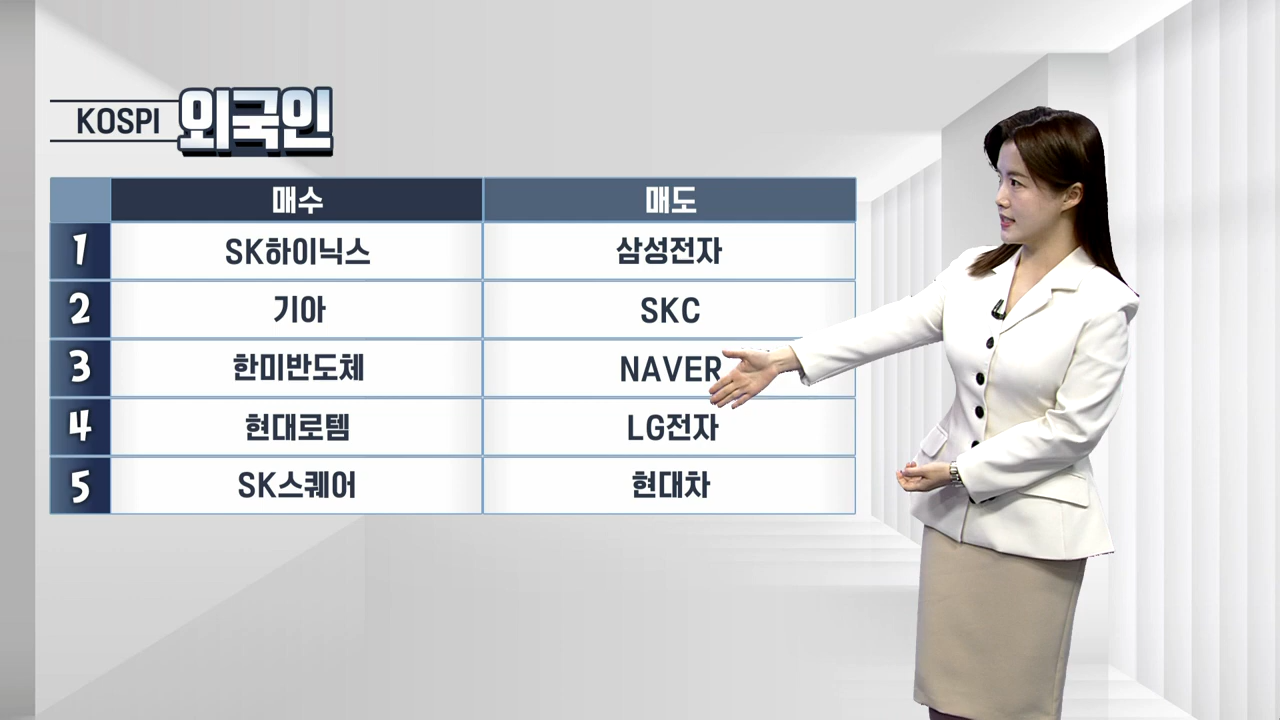 KOSPI 외국인
매수 매도
1 SK하이닉스 삼성전자
2 기아 SKC
3 한미반도체 NAVER
4 현대로템 LG전자
5 SK스퀘어 현대차